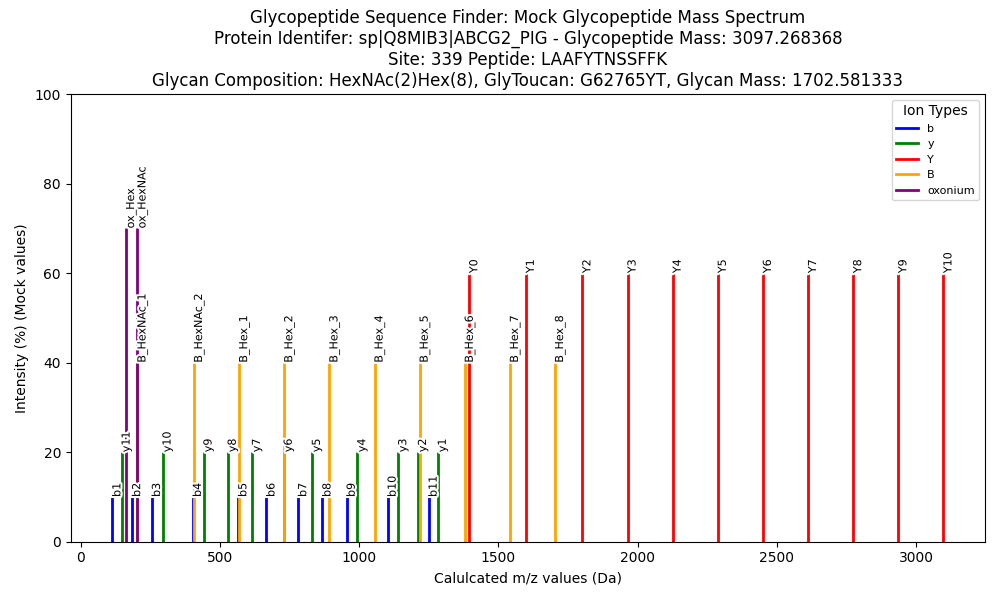 Glycopeptide Sequence Finder: Mock Glycopeptide Mass Spectrum
Protein Identifer: sp|Q8MIB3|ABCG2_PIG - Glycopeptide Mass: 3097.268368
Site: 339 Peptide: LAAFYTNSSFFK
Glycan Composition: HexNAc(2)Hex(8), GlyToucan: G62765YT, Glycan Mass: 1702.581333
Intensity (%) (Mock values)
100
80
60
40
20
0
Ion Types
b
y
Y
B
oxonium
ox_Hex
ox_HexNAc
Y0
Y1
Y2
Y3
Y4
Y5
Y6
Y7
Y8
Y9
Y10
B_HexNAc_1
B_HexNAc_2
B_Hex_1
B_Hex_2
B_Hex_3
B_Hex_4
B_Hex_5
B_Hex_6
B_Hex_7
B_Hex_8
y11
y10
y9
y8
y7
y6
y5
y4
y3
y2
y1
b1
b2
b3
b4
b5
b6
b7
b8
b9
b10
b11
0
500
1000
1500
2000
2500
3000
Calulcated m/z values (Da)